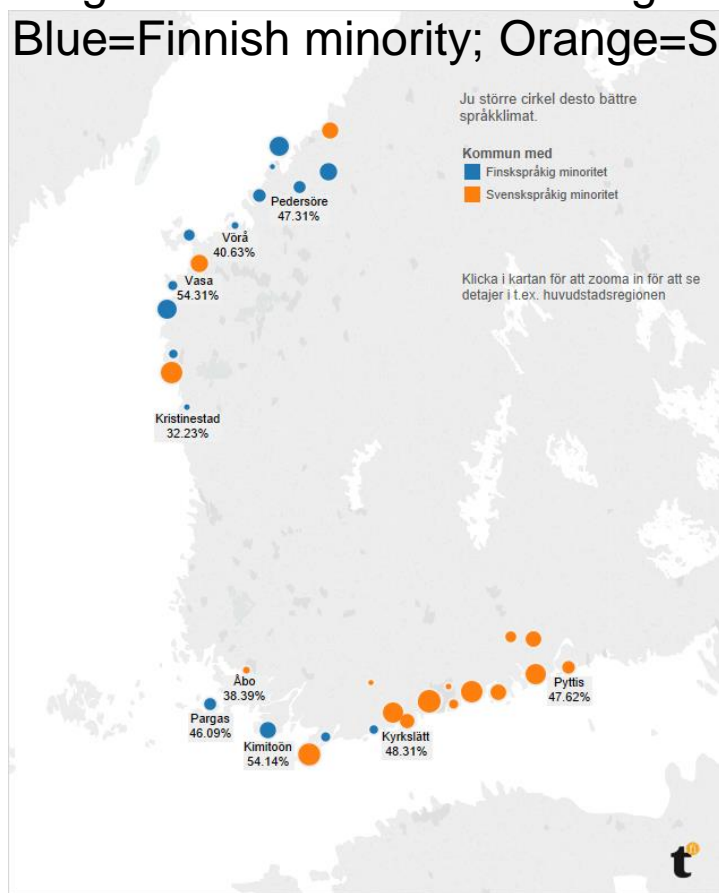 Blue=Finnish minority; Orange=S
Ju större cirkel desto bättre
språkklimat.
Kommun med
Finskspråkig minoritet
Svenskspråkig minoritet
Pedersöre
47.31%
Vörå
40.63%
Vasa
54.31%
Klicka i kartan för att zooma in för att se
detajer i t.ex. huvudstadsregionen
Kristinestad
32.23%
Åbo
38.39%
Pyttis
47.62%
Pargas
46.09%
Kimitoön
54.14%
Kyrkslätt
48.31%
t